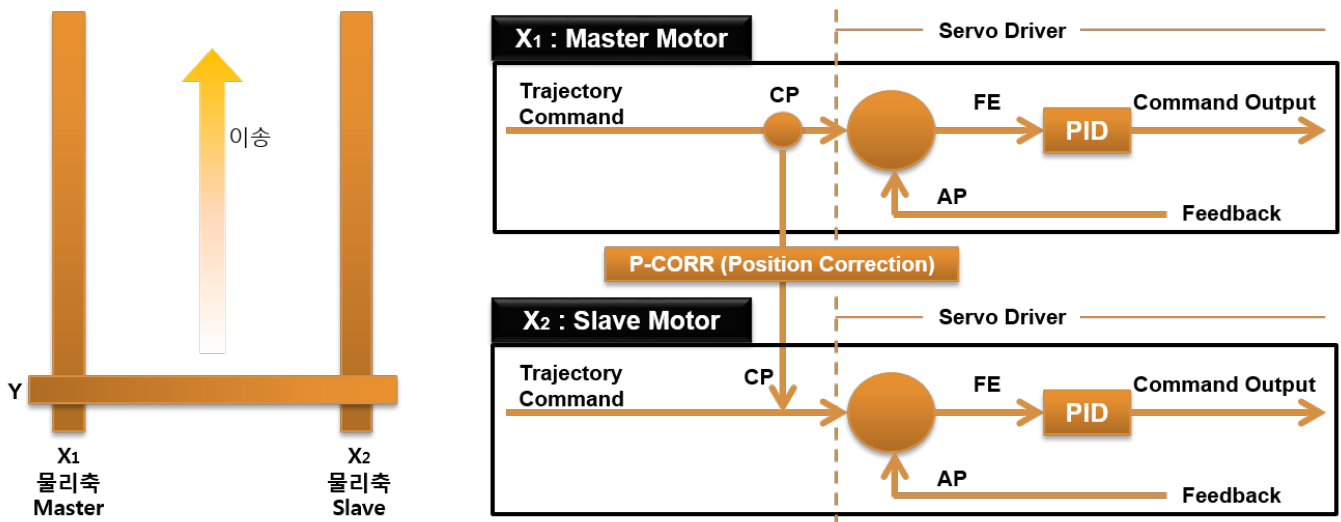 이송
Y
X1
물리축
Master
X2
물리축
Slave
X1 : Master Motor
Servo Driver
Trajectory
Command
CP
FE
PID
Command Output
AP
Feedback
P-CORR (Position Correction)
X2 : Slave Motor
Servo Driver
Trajectory
Command
CP
FE
PID
Command Output
AP
Feedback